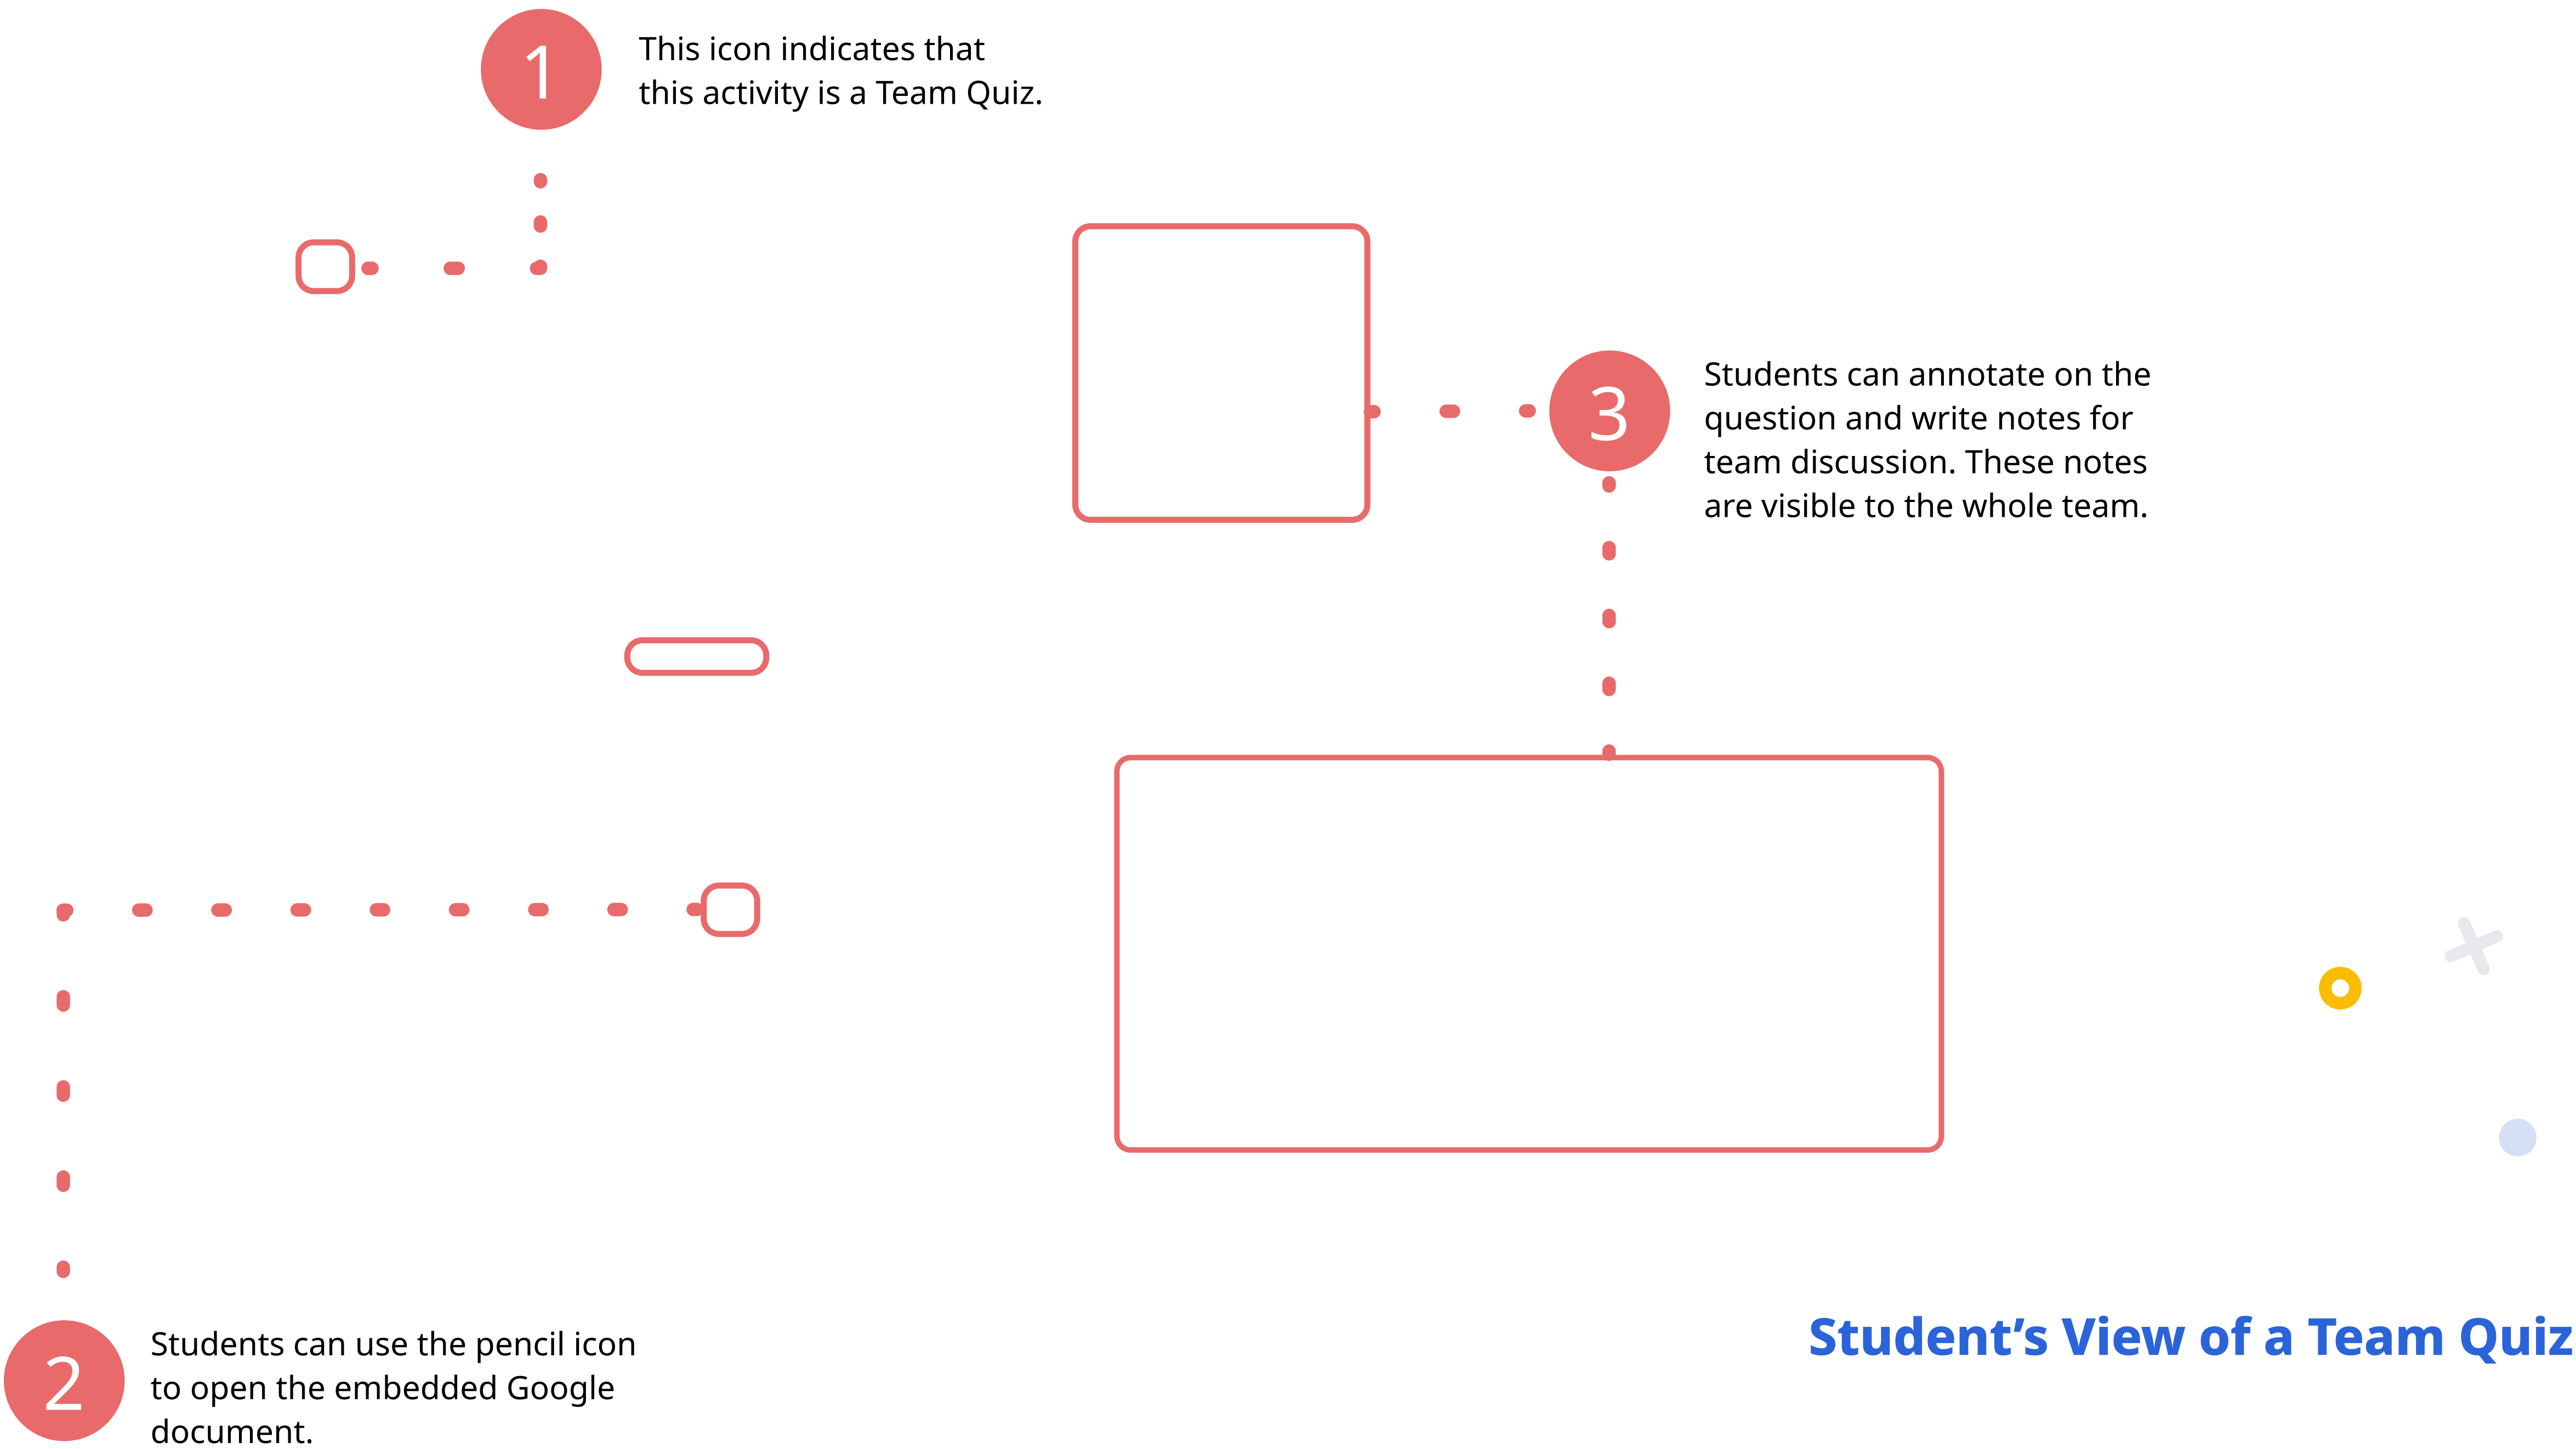 1
This icon indicates that
this activity is a Team Quiz.
3
Students can annotate on the
question and write notes for
team discussion. These notes
are visible to the whole team.
2
Students can use the pencil icon
to open the embedded Google
document.
Student’s View of a Team Quiz